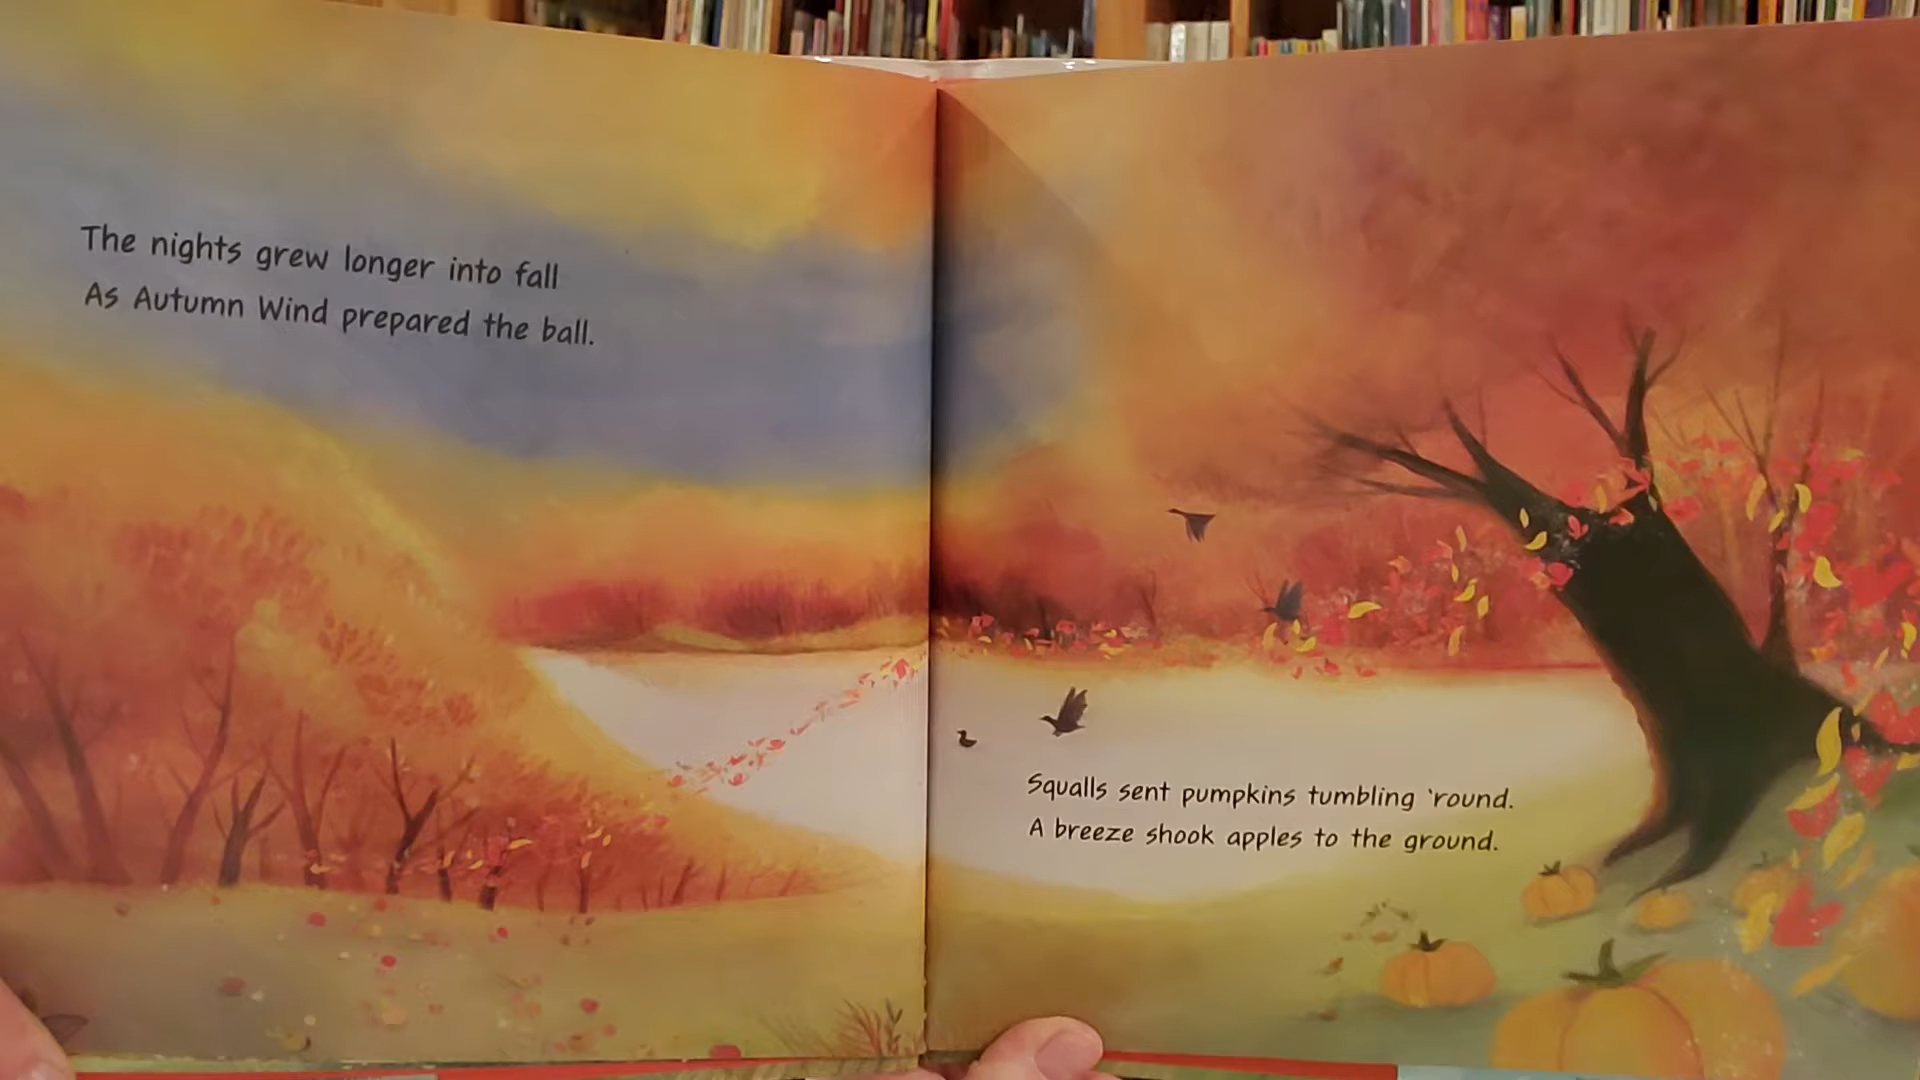 The nights grew longer into fall
As Autumn Wind prepared the ball.
Squalls sent pumpkins tumbling ‘round.
A breeze shook apples to the ground.